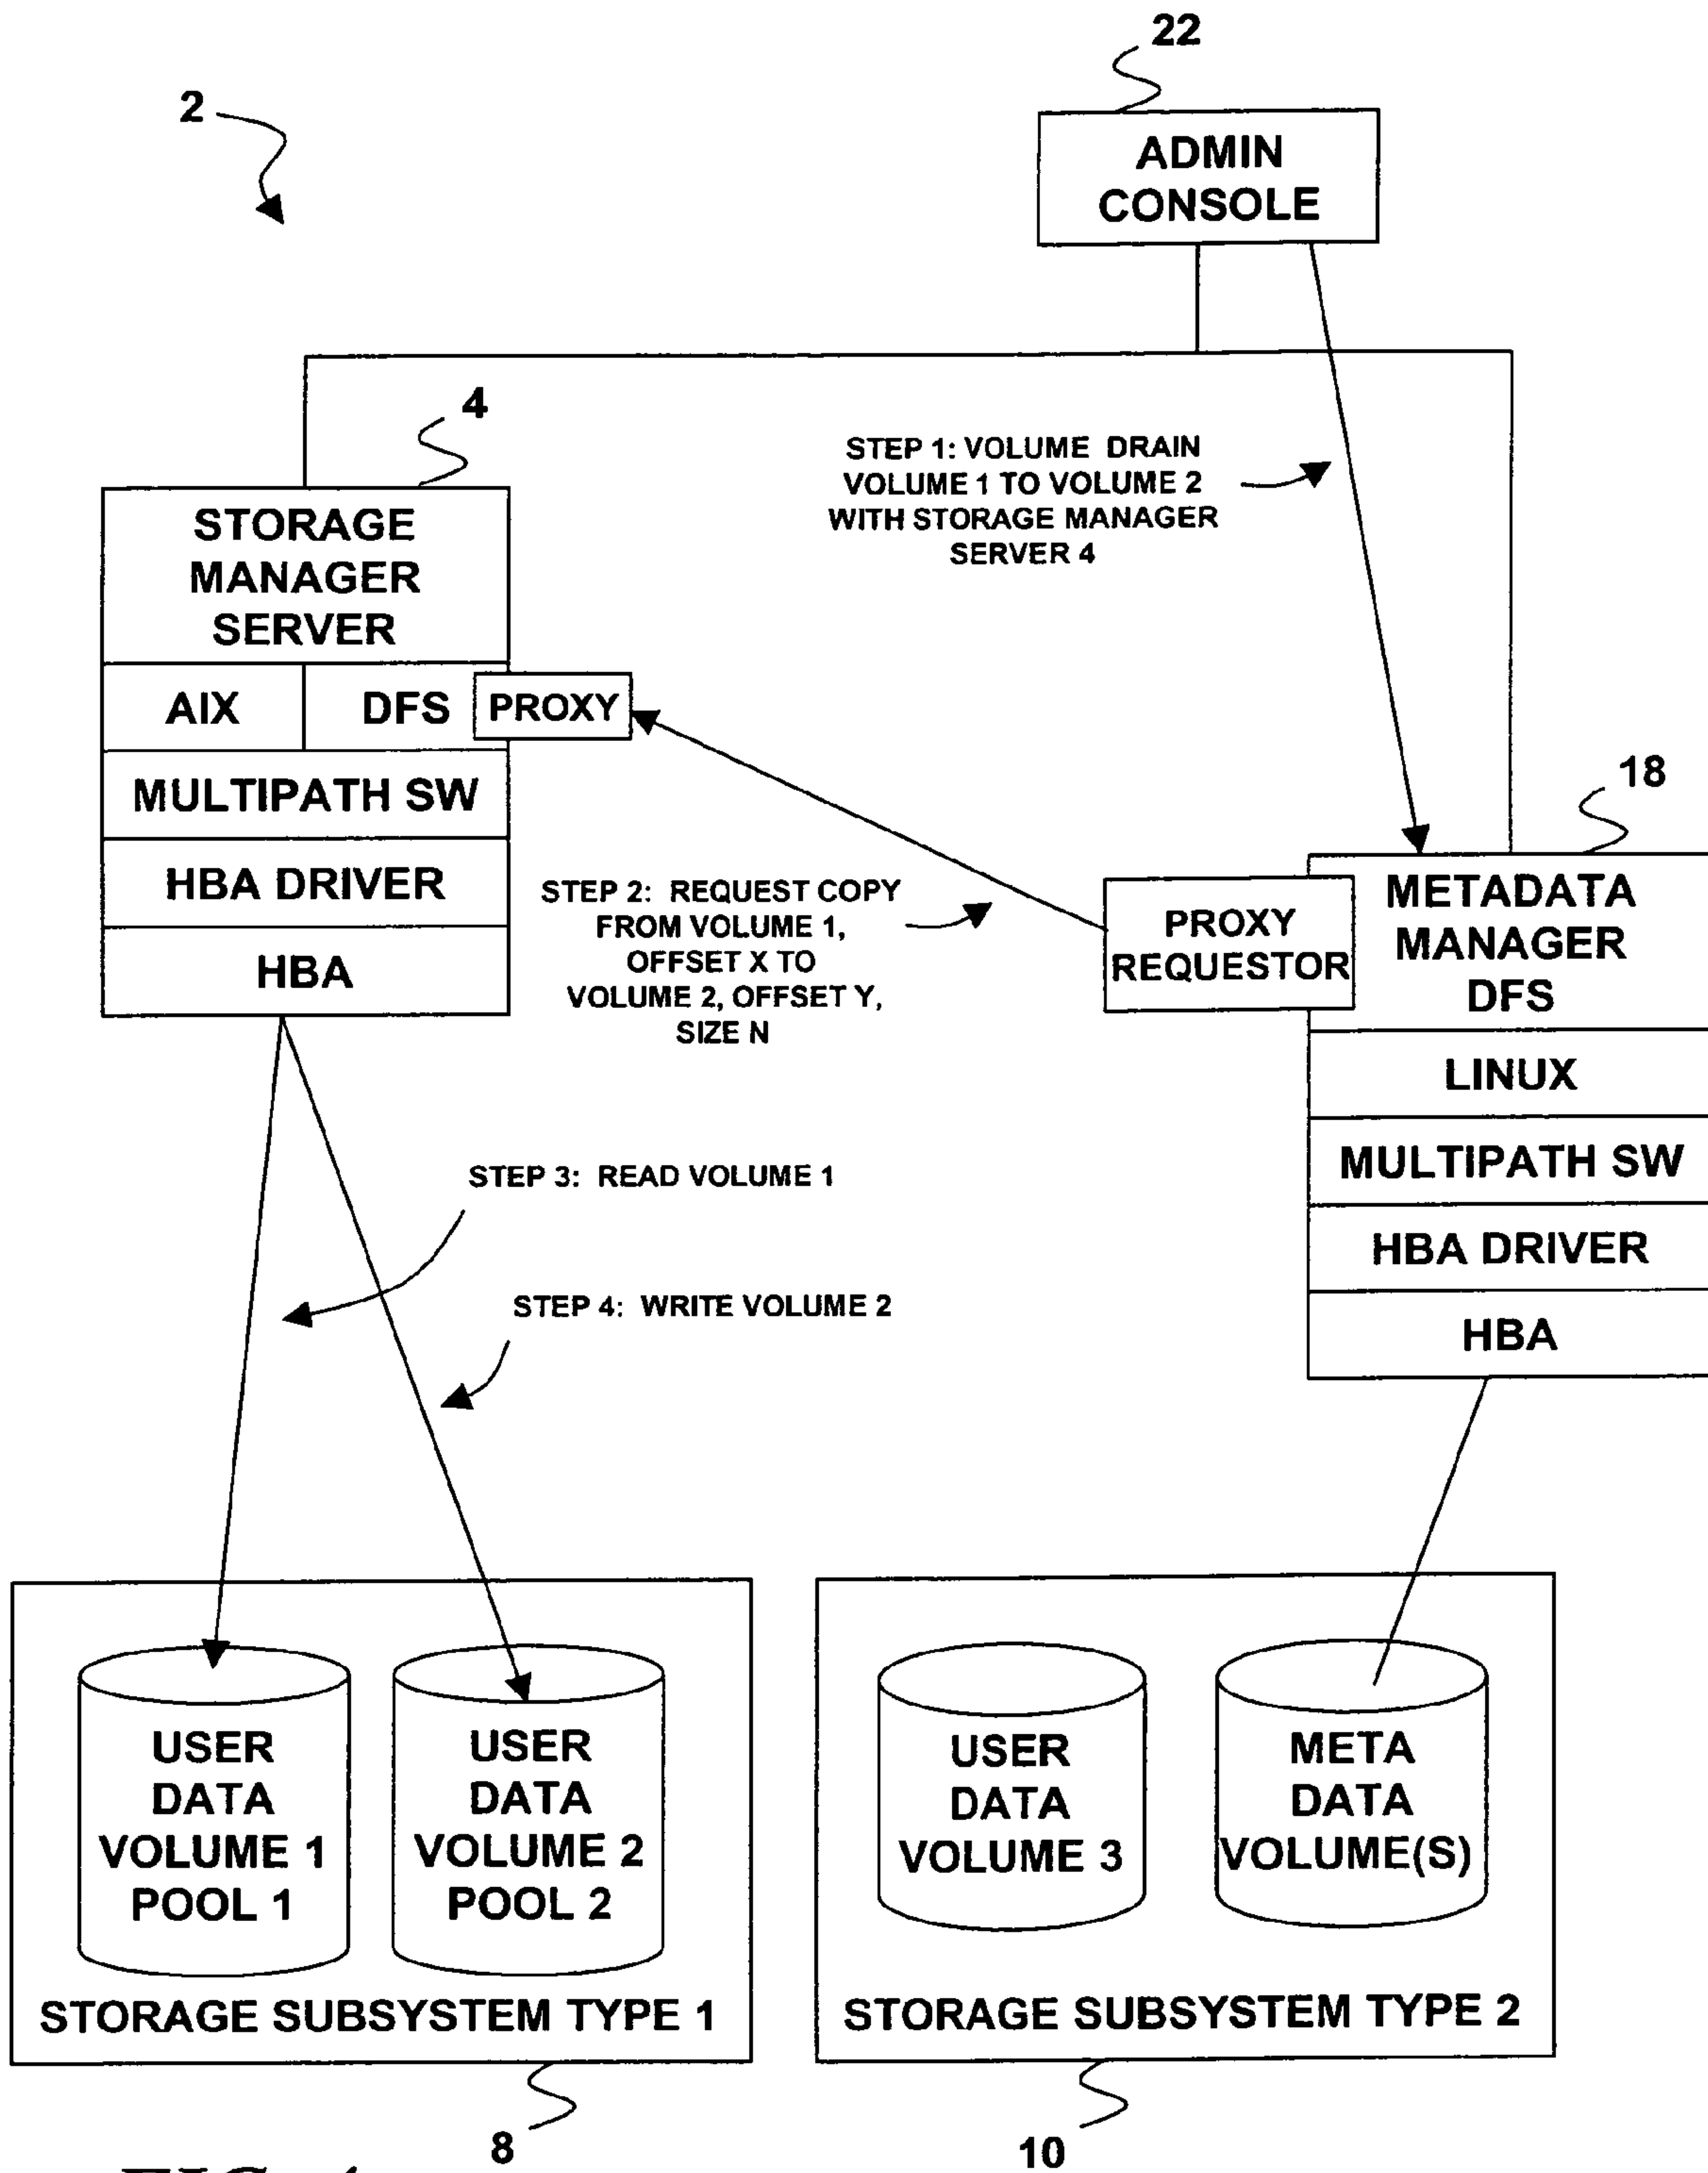 22
2
ADMIN
CONSOLE
4
STEP 1: VOLUME DRAIN
VOLUME 1 TO VOLUME 2
WITH STORAGE MANAGER
SERVER 4
STORAGE
MANAGER
SERVER
AIX
DFS
PROXY
MULTIPATH SW
HBA DRIVER
HBA
18
STEP 2: REQUEST COPY
FROM VOLUME 1,
OFFSET X TO
VOLUME 2, OFFSET Y,
SIZE N
PROXY
REQUESTOR
METADATA
MANAGER
DFS
LINUX
MULTIPATH SW
HBA DRIVER
HBA
STEP 3: READ VOLUME 1
STEP 4: WRITE VOLUME 2
USER
DATA
VOLUME 1
POOL 1
USER
DATA
VOLUME 2
POOL 2
STORAGE SUBSYSTEM TYPE 1
USER
DATA
VOLUME 3
META
DATA
VOLUME(S)
STORAGE SUBSYSTEM TYPE 2
8
10